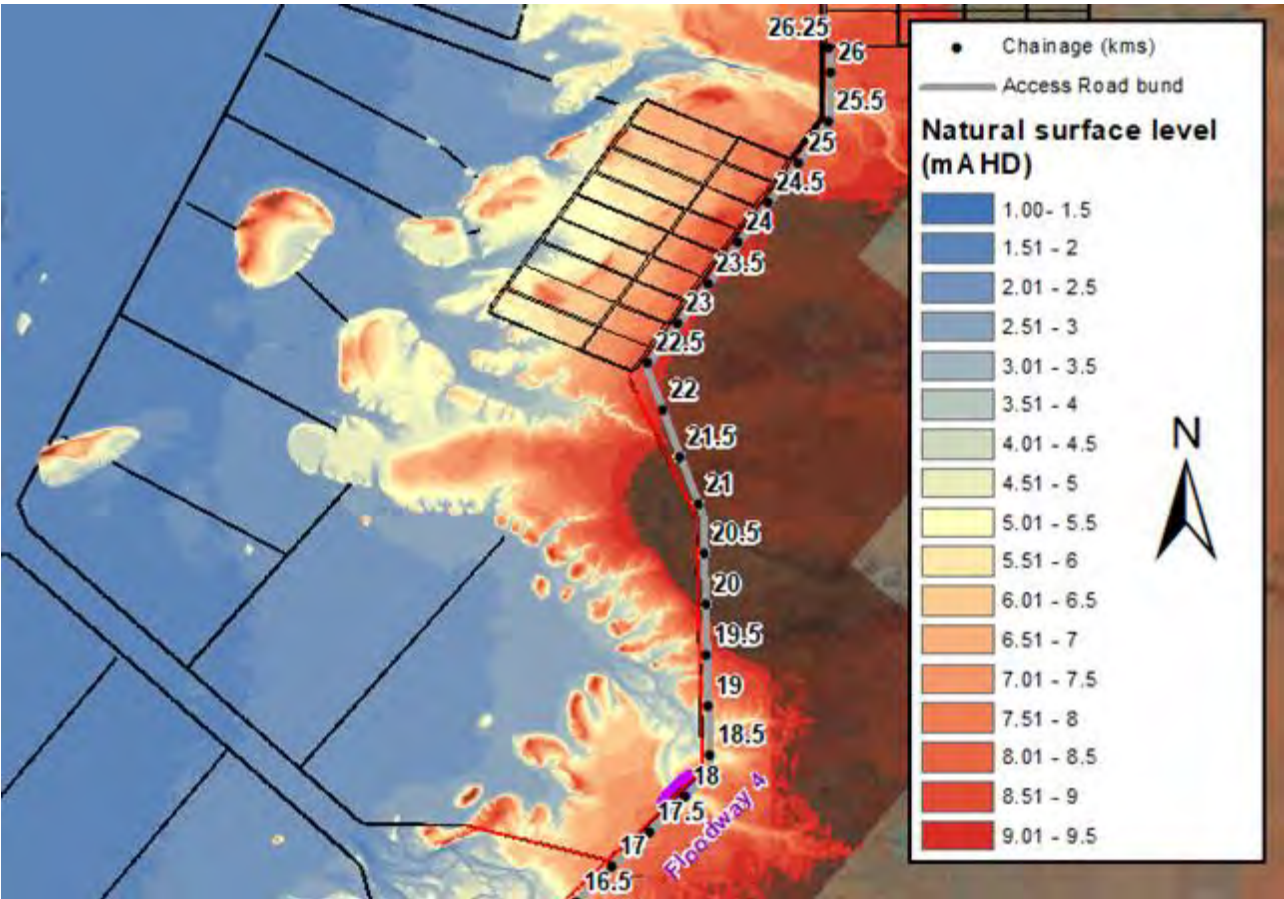 26.25
26
25.5
25
24.5
24
23.5
23
22.5
22
21.5
21
20.5
20
19.5
19
18.5
18
17.5
17
16.5
Floodway 4
Chainage (kms)
Access Road bund
Natural surface level
(mAHD)
1.00- 1.5
1.51 - 2
2.01 - 2.5
2.51 - 3
3.01 - 3.5
3.51 - 4
4.01 - 4.5
4.51 - 5
5.01 - 5.5
5.51 - 6
6.01 - 6.5
6.51 - 7
7.01 - 7.5
7.51 - 8
8.01 - 8.5
8.51 - 9
9.01 - 9.5
N